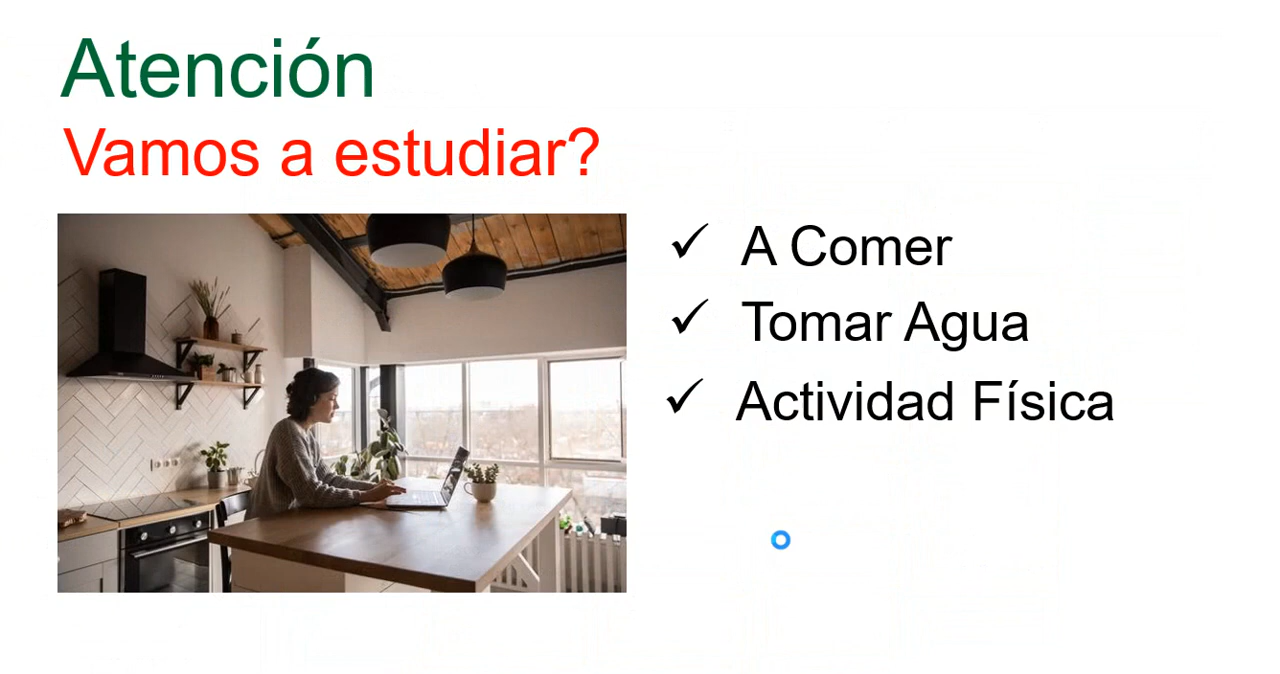 Atención
Vamos a estudiar?
✓ A Comer
✓ Tomar Agua
✓ Actividad Física